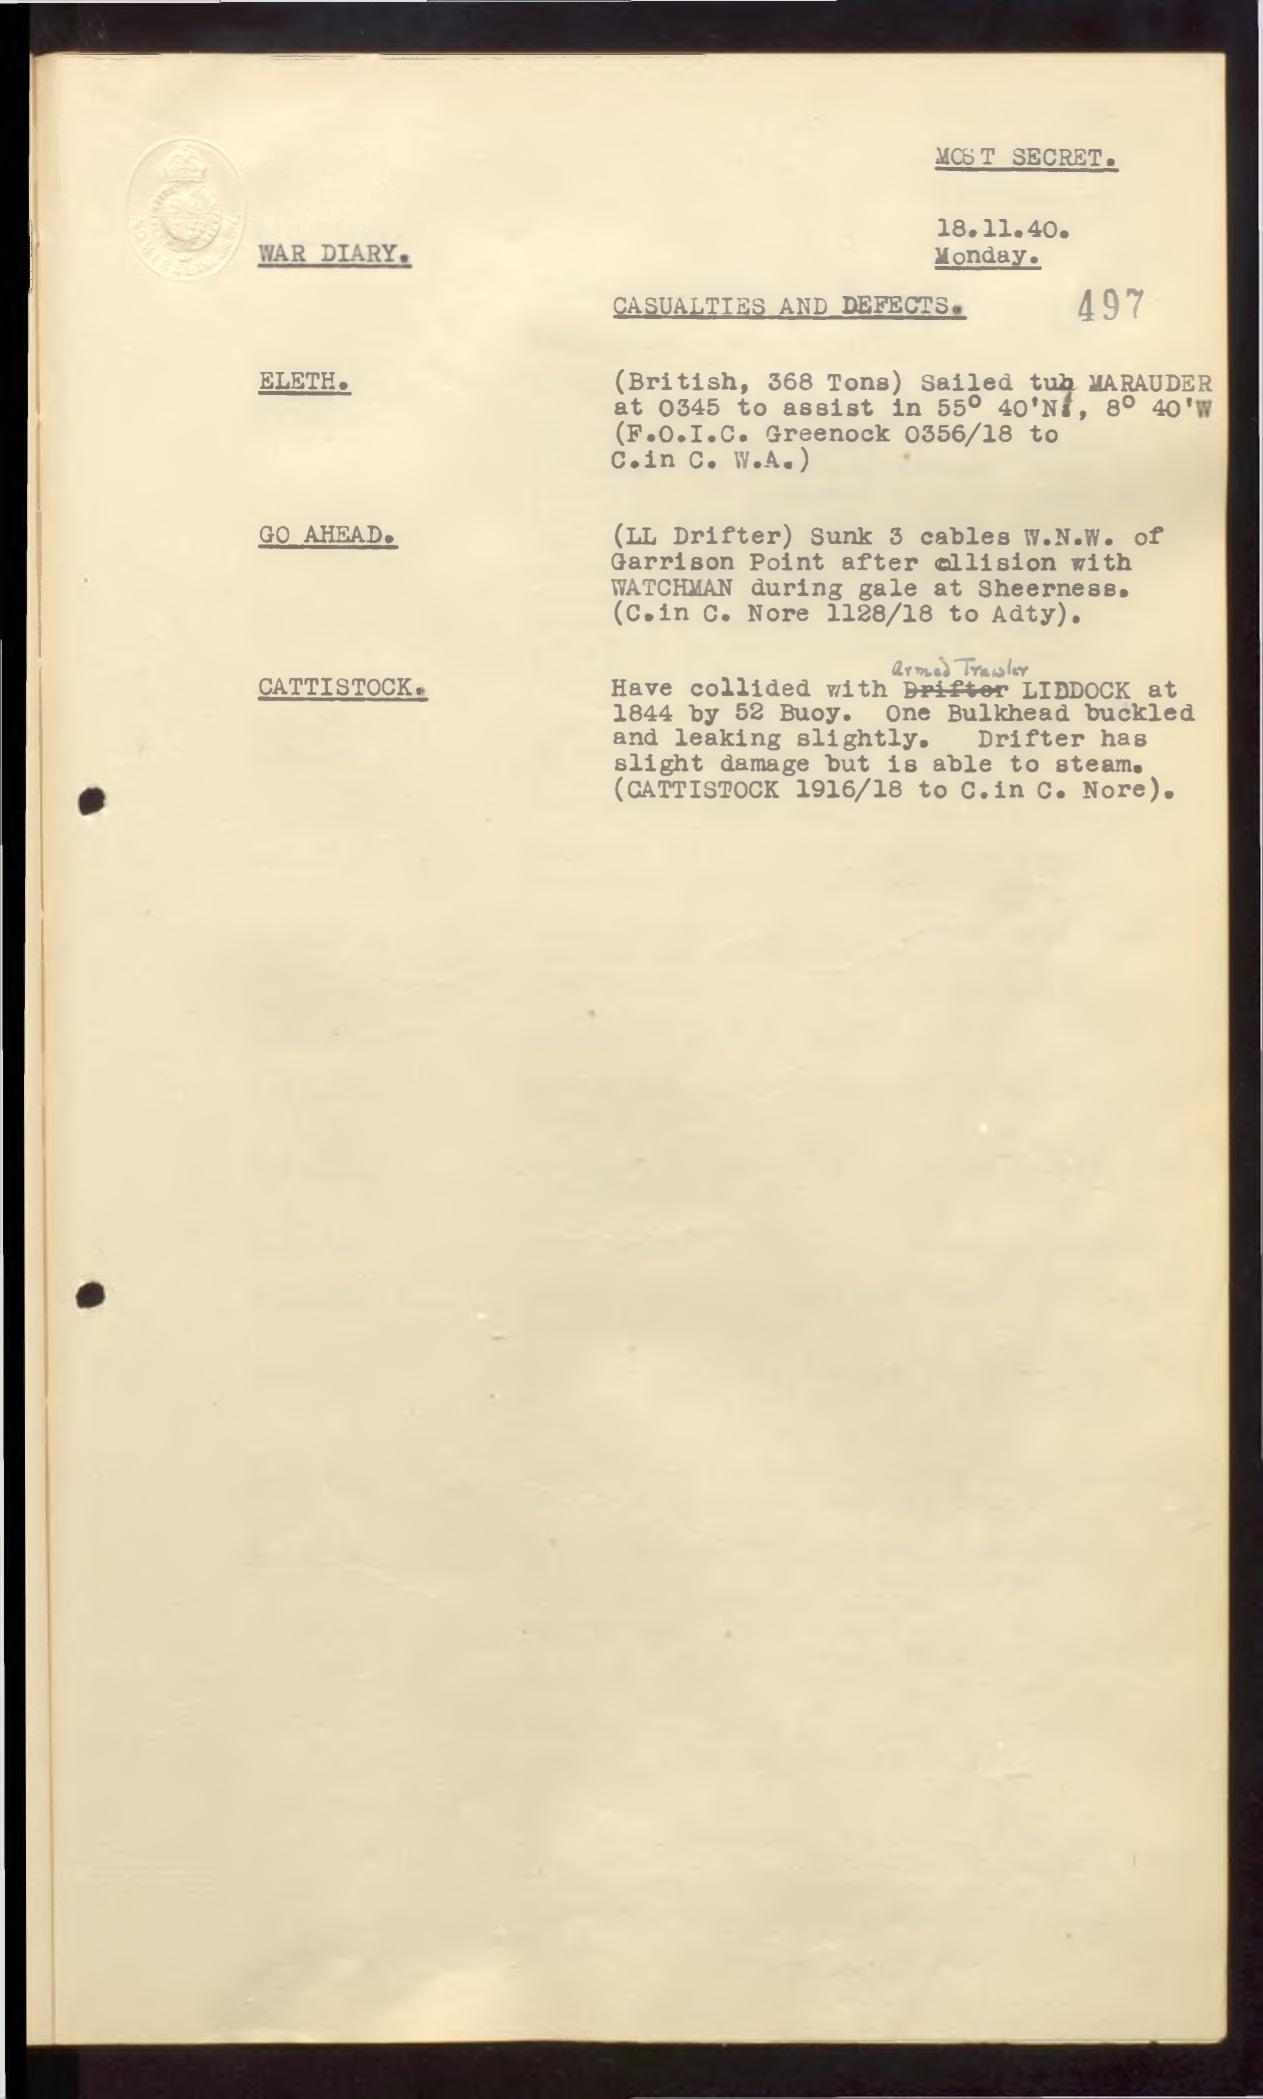 MOST SECRET.
18.11.40.
WAR DIARY.
Monday.
CASUALTIES AND DEFECTS.
497
ELETH.
(British, 368 Tons) Sailed tug MARAUDER
at 0345 to assist in 55° 40'N, 8° 40'W
(F.O.I.C. Greenock 0356/18 to
C.in C. W.A.)
GO AHEAD.
(LL Drifter) Sunk 3 cables W.N.W. of
Garrison Point after cllision with
WATCHMAN during gale at Sheerness.
(C.in C. Nore 1128/18 to Adty).
Armed Trawler
CATTISTOCK.
Have collided with Drifter LIDDOCK at
1844 by 52 Buoy. One Bulkhead buckled
and leaking slightly. Drifter has
slight damage but is able to steam.
(CATTISTOCK 1916/18 to C.in C. Nore).